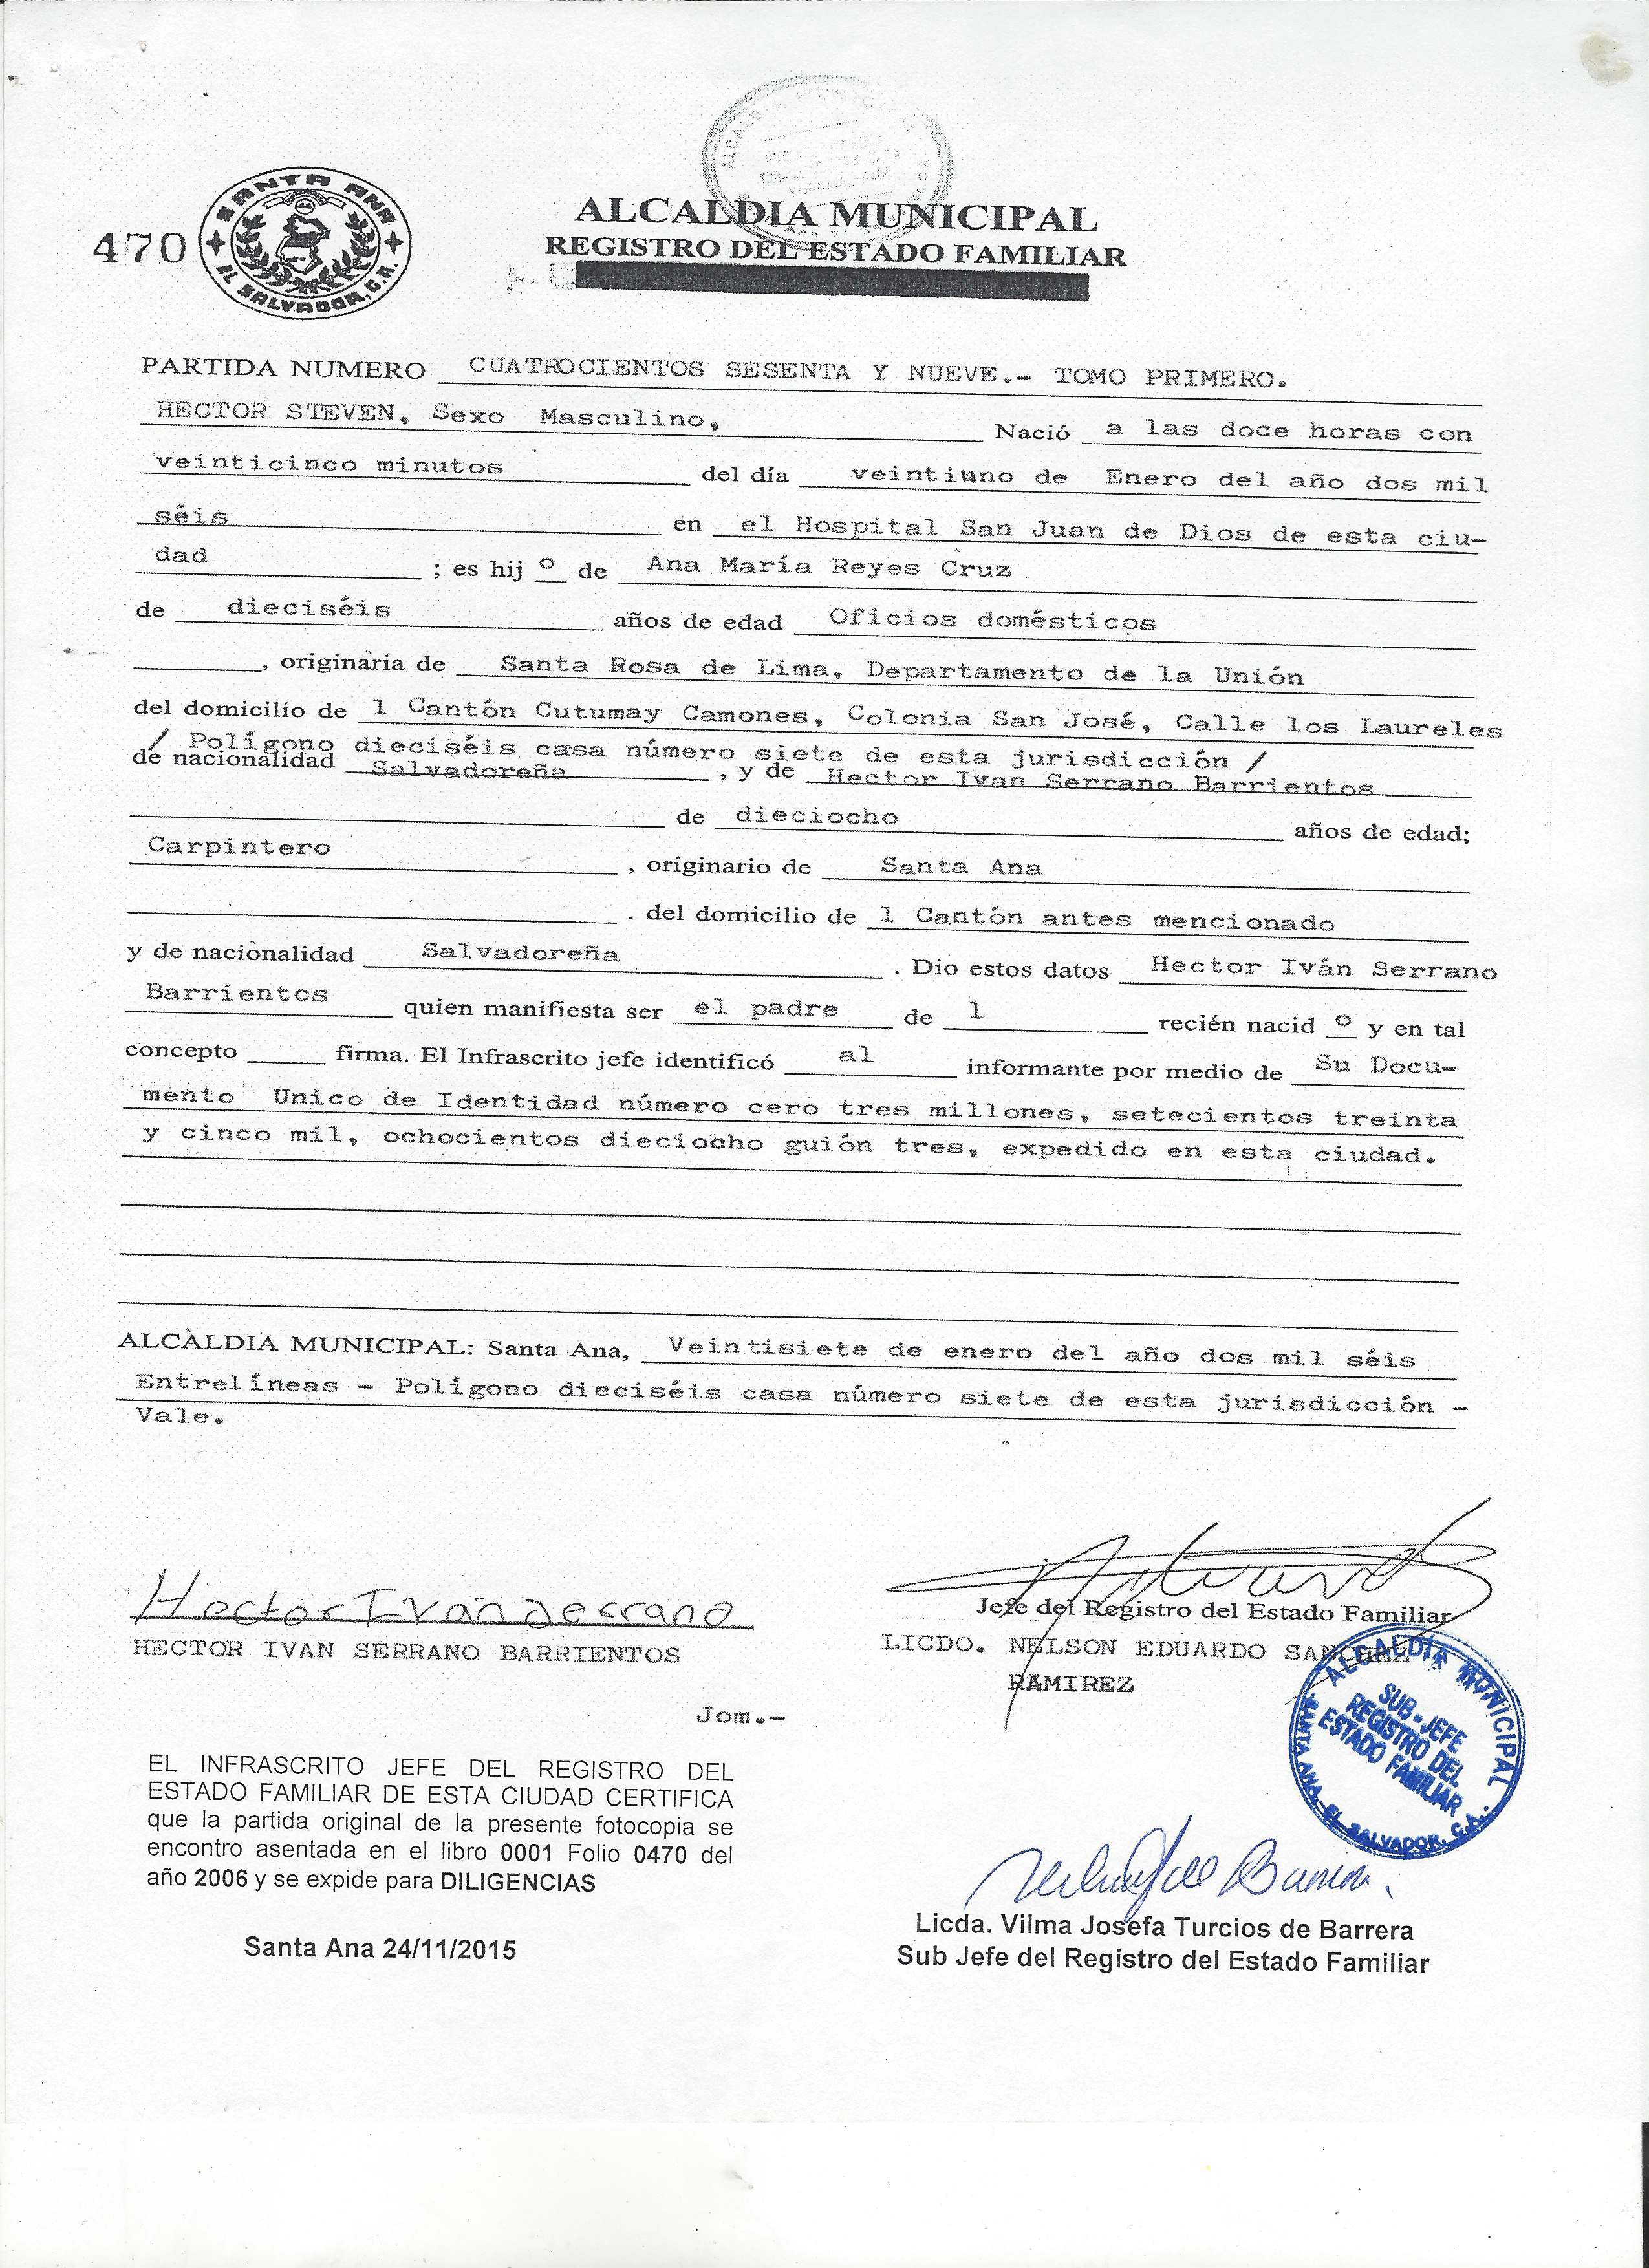 470
SANTA ANA
EL SALVADOR, C.A.
ALCALDIA MUNICIPAL
REGISTRO DEL ESTADO FAMILIAR
PARTIDA NUMERO CUATROCIENTOS SESENTA Y NUEVE.- TOMO PRIMERO.
HECTOR STEVEN, Sexo Masculino, Nació a las doce horas con
veinticinco minutos del día veintiuno de Enero del año dos mil
séis en el Hospital San Juan de Dios de esta ciu-
dad ; es hij o de Ana María Reyes Cruz
de dieciséis años de edad Oficios domésticos
, originaria de Santa Rosa de Lima, Departamento de la Unión
del domicilio de l Cantón Cutumay Camones, Colonia San José, Calle los Laureles
/ Polígono dieciséis casa número siete de esta jurisdicción /
de nacionalidad Salvadoreña , y de Hector Ivan Serrano Barrientos
de dieciocho años de edad;
Carpintero , originario de Santa Ana
. del domicilio de l Cantón antes mencionado
y de nacionalidad Salvadoreña . Dio estos datos Hector Iván Serrano
Barrientos quien manifiesta ser el padre de l recién nacid o y en tal
concepto firma. El Infrascrito jefe identificó al informante por medio de Su Docu-
mento Unico de Identidad número cero tres millones, setecientos treinta
y cinco mil, ochocientos dieciocho guión tres, expedido en esta ciudad.
ALCALDIA MUNICIPAL: Santa Ana, Veintisiete de enero del año dos mil séis
Entrelíneas - Polígono dieciséis casa número siete de esta jurisdicción -
Vale.
Hector Ivan Serrano
HECTOR IVAN SERRANO BARRIENTOS
Jefe del Registro del Estado Familiar
LICDO. NELSON EDUARDO SANCHEZ
RAMIREZ
Jom.-
ALCALDIA MUNICIPAL
SUB-JEFE
REGISTRO DEL
ESTADO FAMILIAR
SANTA ANA, EL SALVADOR, C.A.
EL INFRASCRITO JEFE DEL REGISTRO DEL
ESTADO FAMILIAR DE ESTA CIUDAD CERTIFICA
que la partida original de la presente fotocopia se
encontro asentada en el libro 0001 Folio 0470 del
año 2006 y se expide para DILIGENCIAS
Santa Ana 24/11/2015
Licda. Vilma Josefa Turcios de Barrera
Sub Jefe del Registro del Estado Familiar